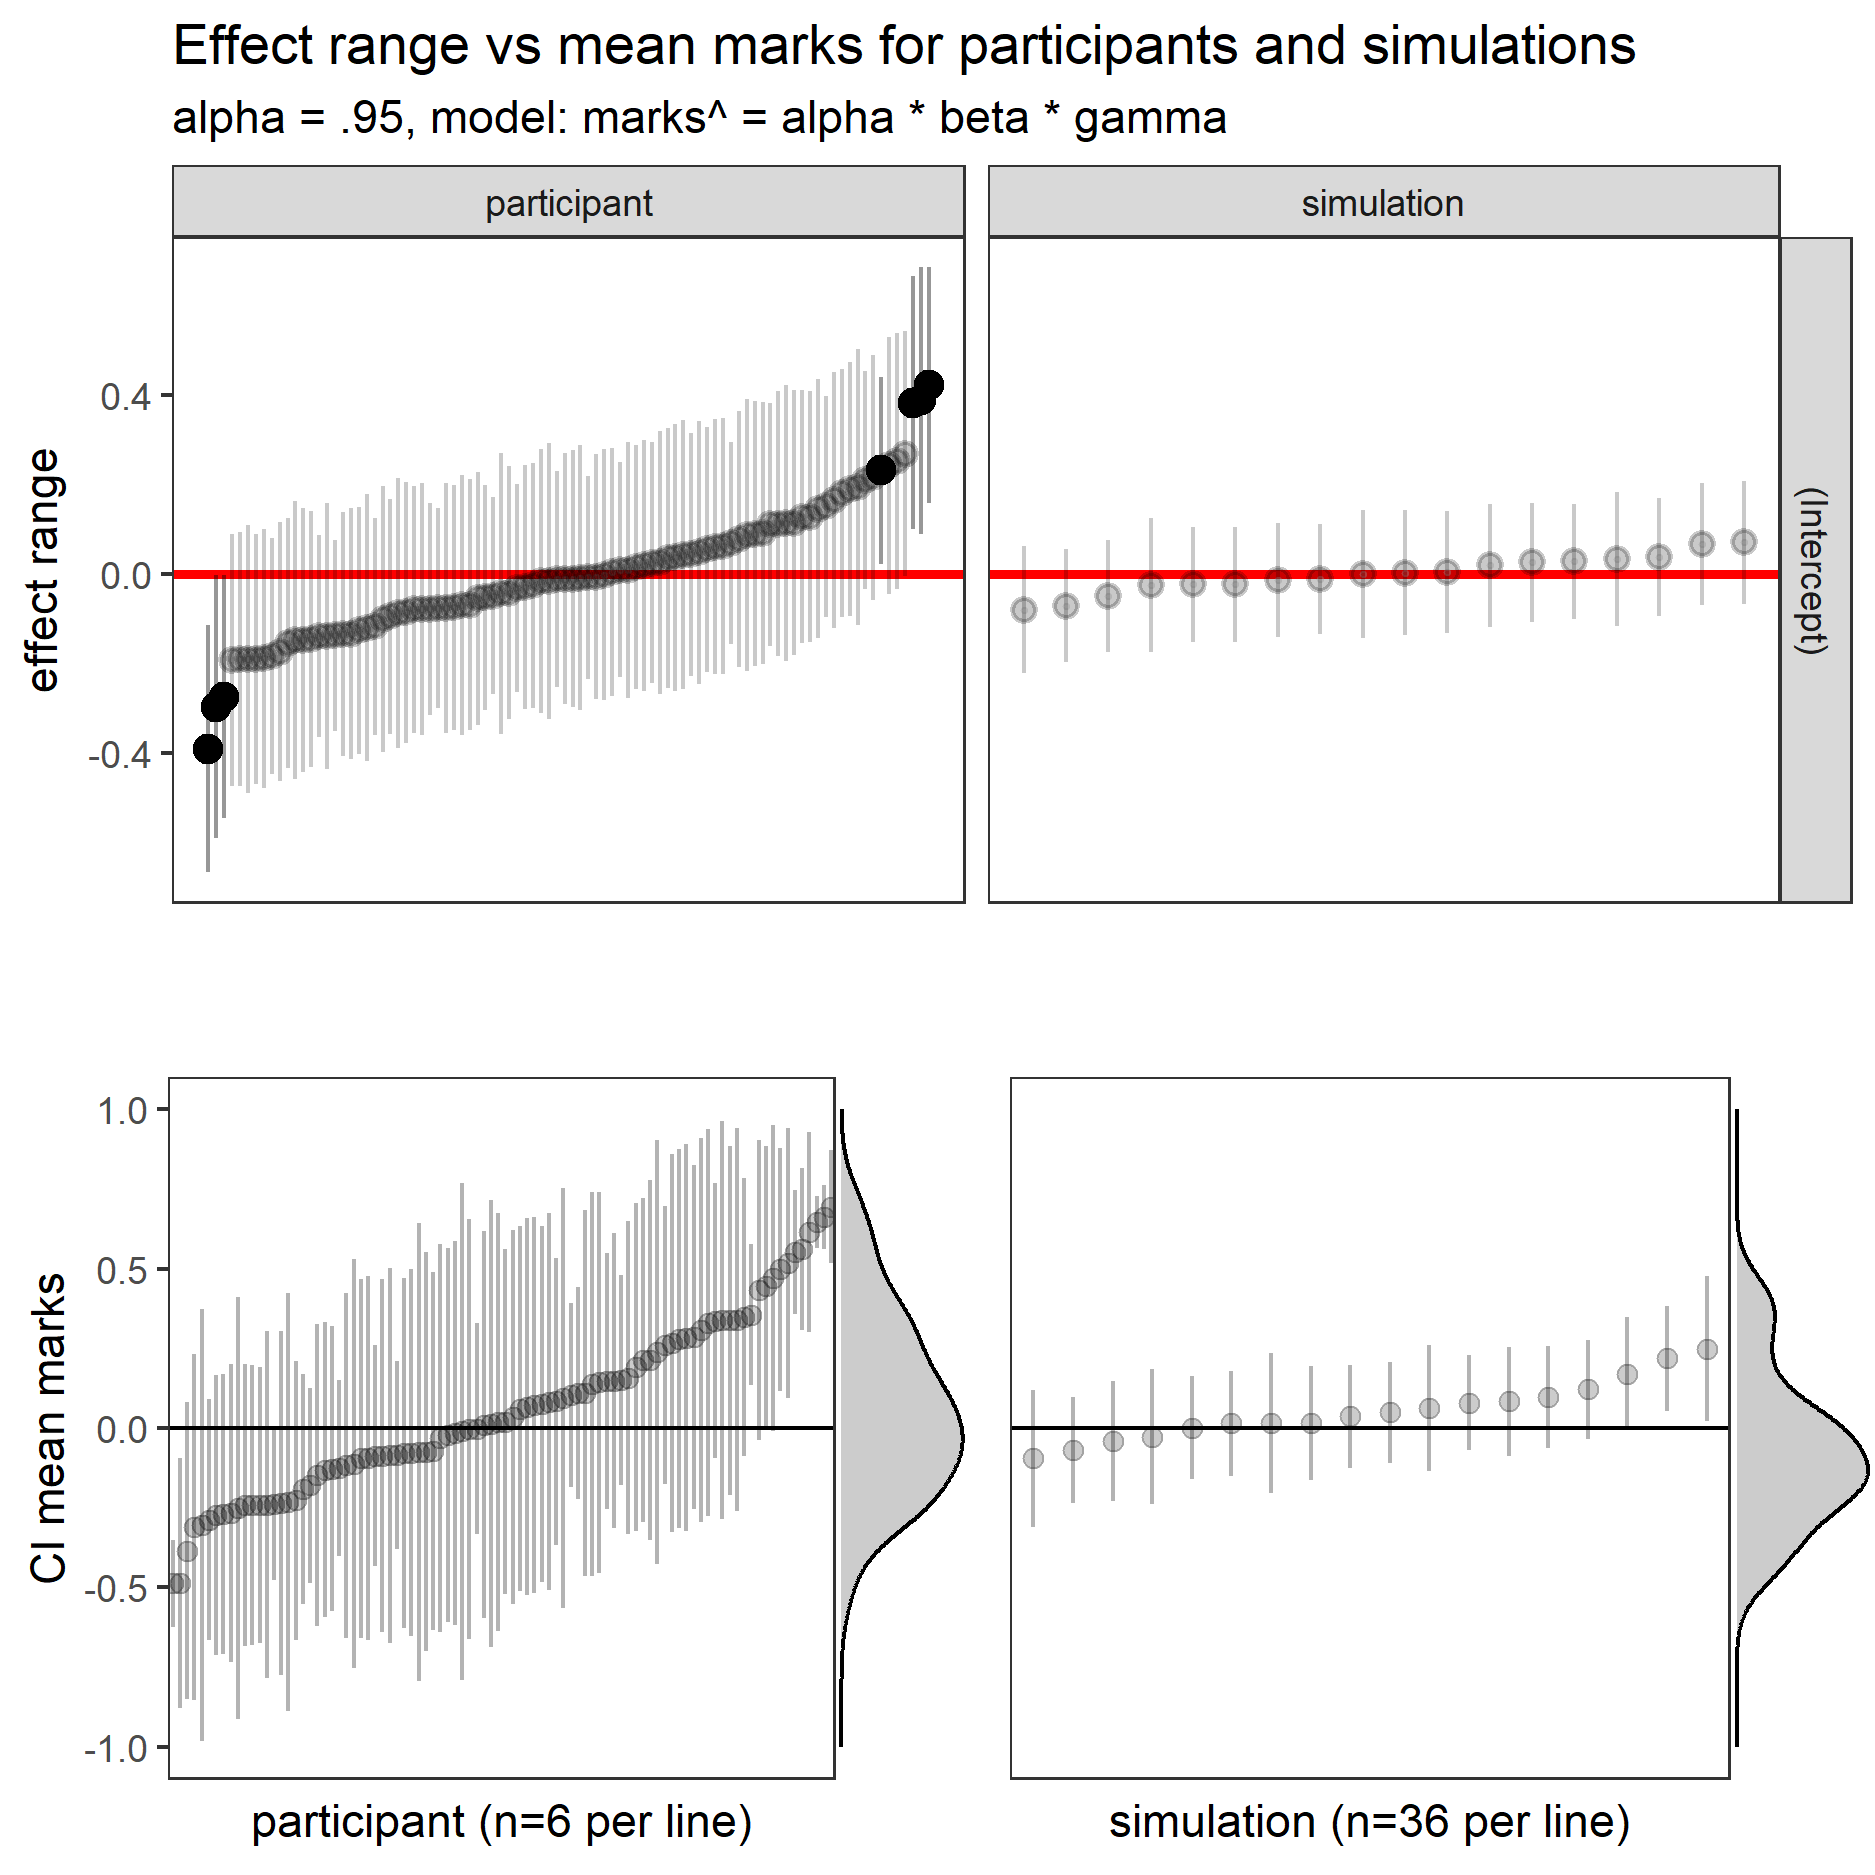 Effect range vs mean marks for participants and simulations
alpha = .95, model: marks^ = alpha * beta * gamma
participant
simulation
effect range
0.4
0.0
-0.4
(Intercept)
CI mean marks
1.0
0.5
0.0
-0.5
-1.0
participant (n=6 per line)
simulation (n=36 per line)